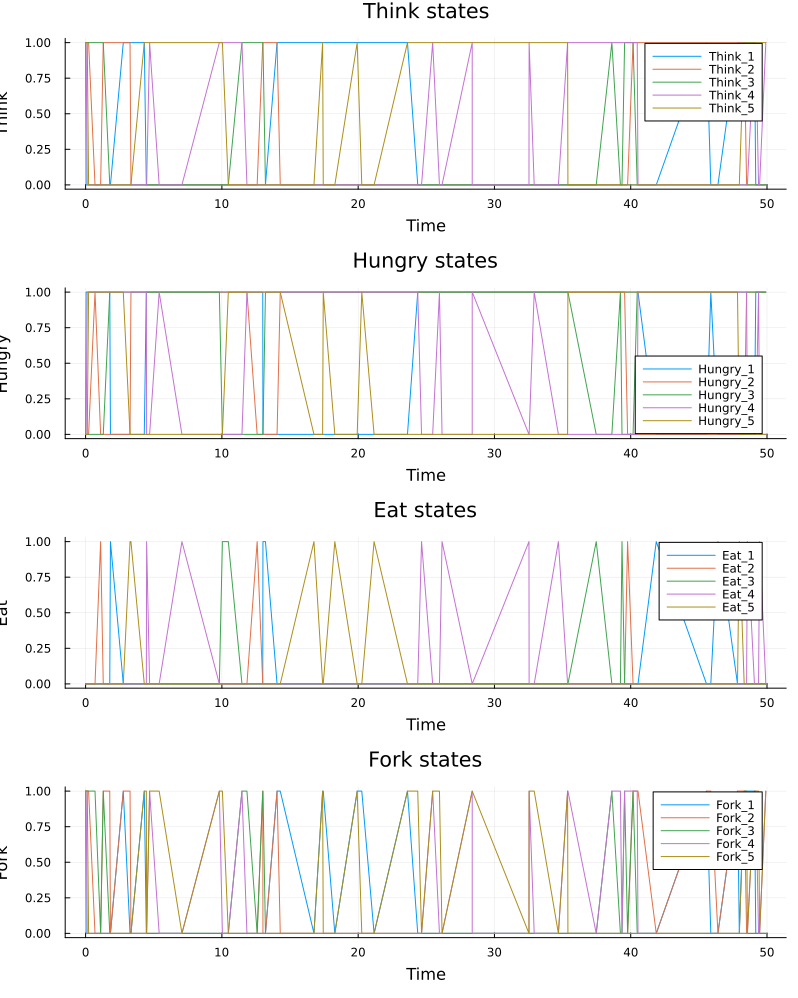 Think states
1.00
0.75
0.50
0.25
0.00
Think_1
Think_2
Think_3
Think_4
Think_5
0 10 20 30 40 50
Time
Think
Hungry states
1.00
0.75
0.50
0.25
0.00
Hungry_1
Hungry_2
Hungry_3
Hungry_4
Hungry_5
0 10 20 30 40 50
Time
Hungry
Eat states
1.00
0.75
0.50
0.25
0.00
Eat_1
Eat_2
Eat_3
Eat_4
Eat_5
0 10 20 30 40 50
Time
Eat
Fork states
1.00
0.75
0.50
0.25
0.00
Fork_1
Fork_2
Fork_3
Fork_4
Fork_5
0 10 20 30 40 50
Time
Fork